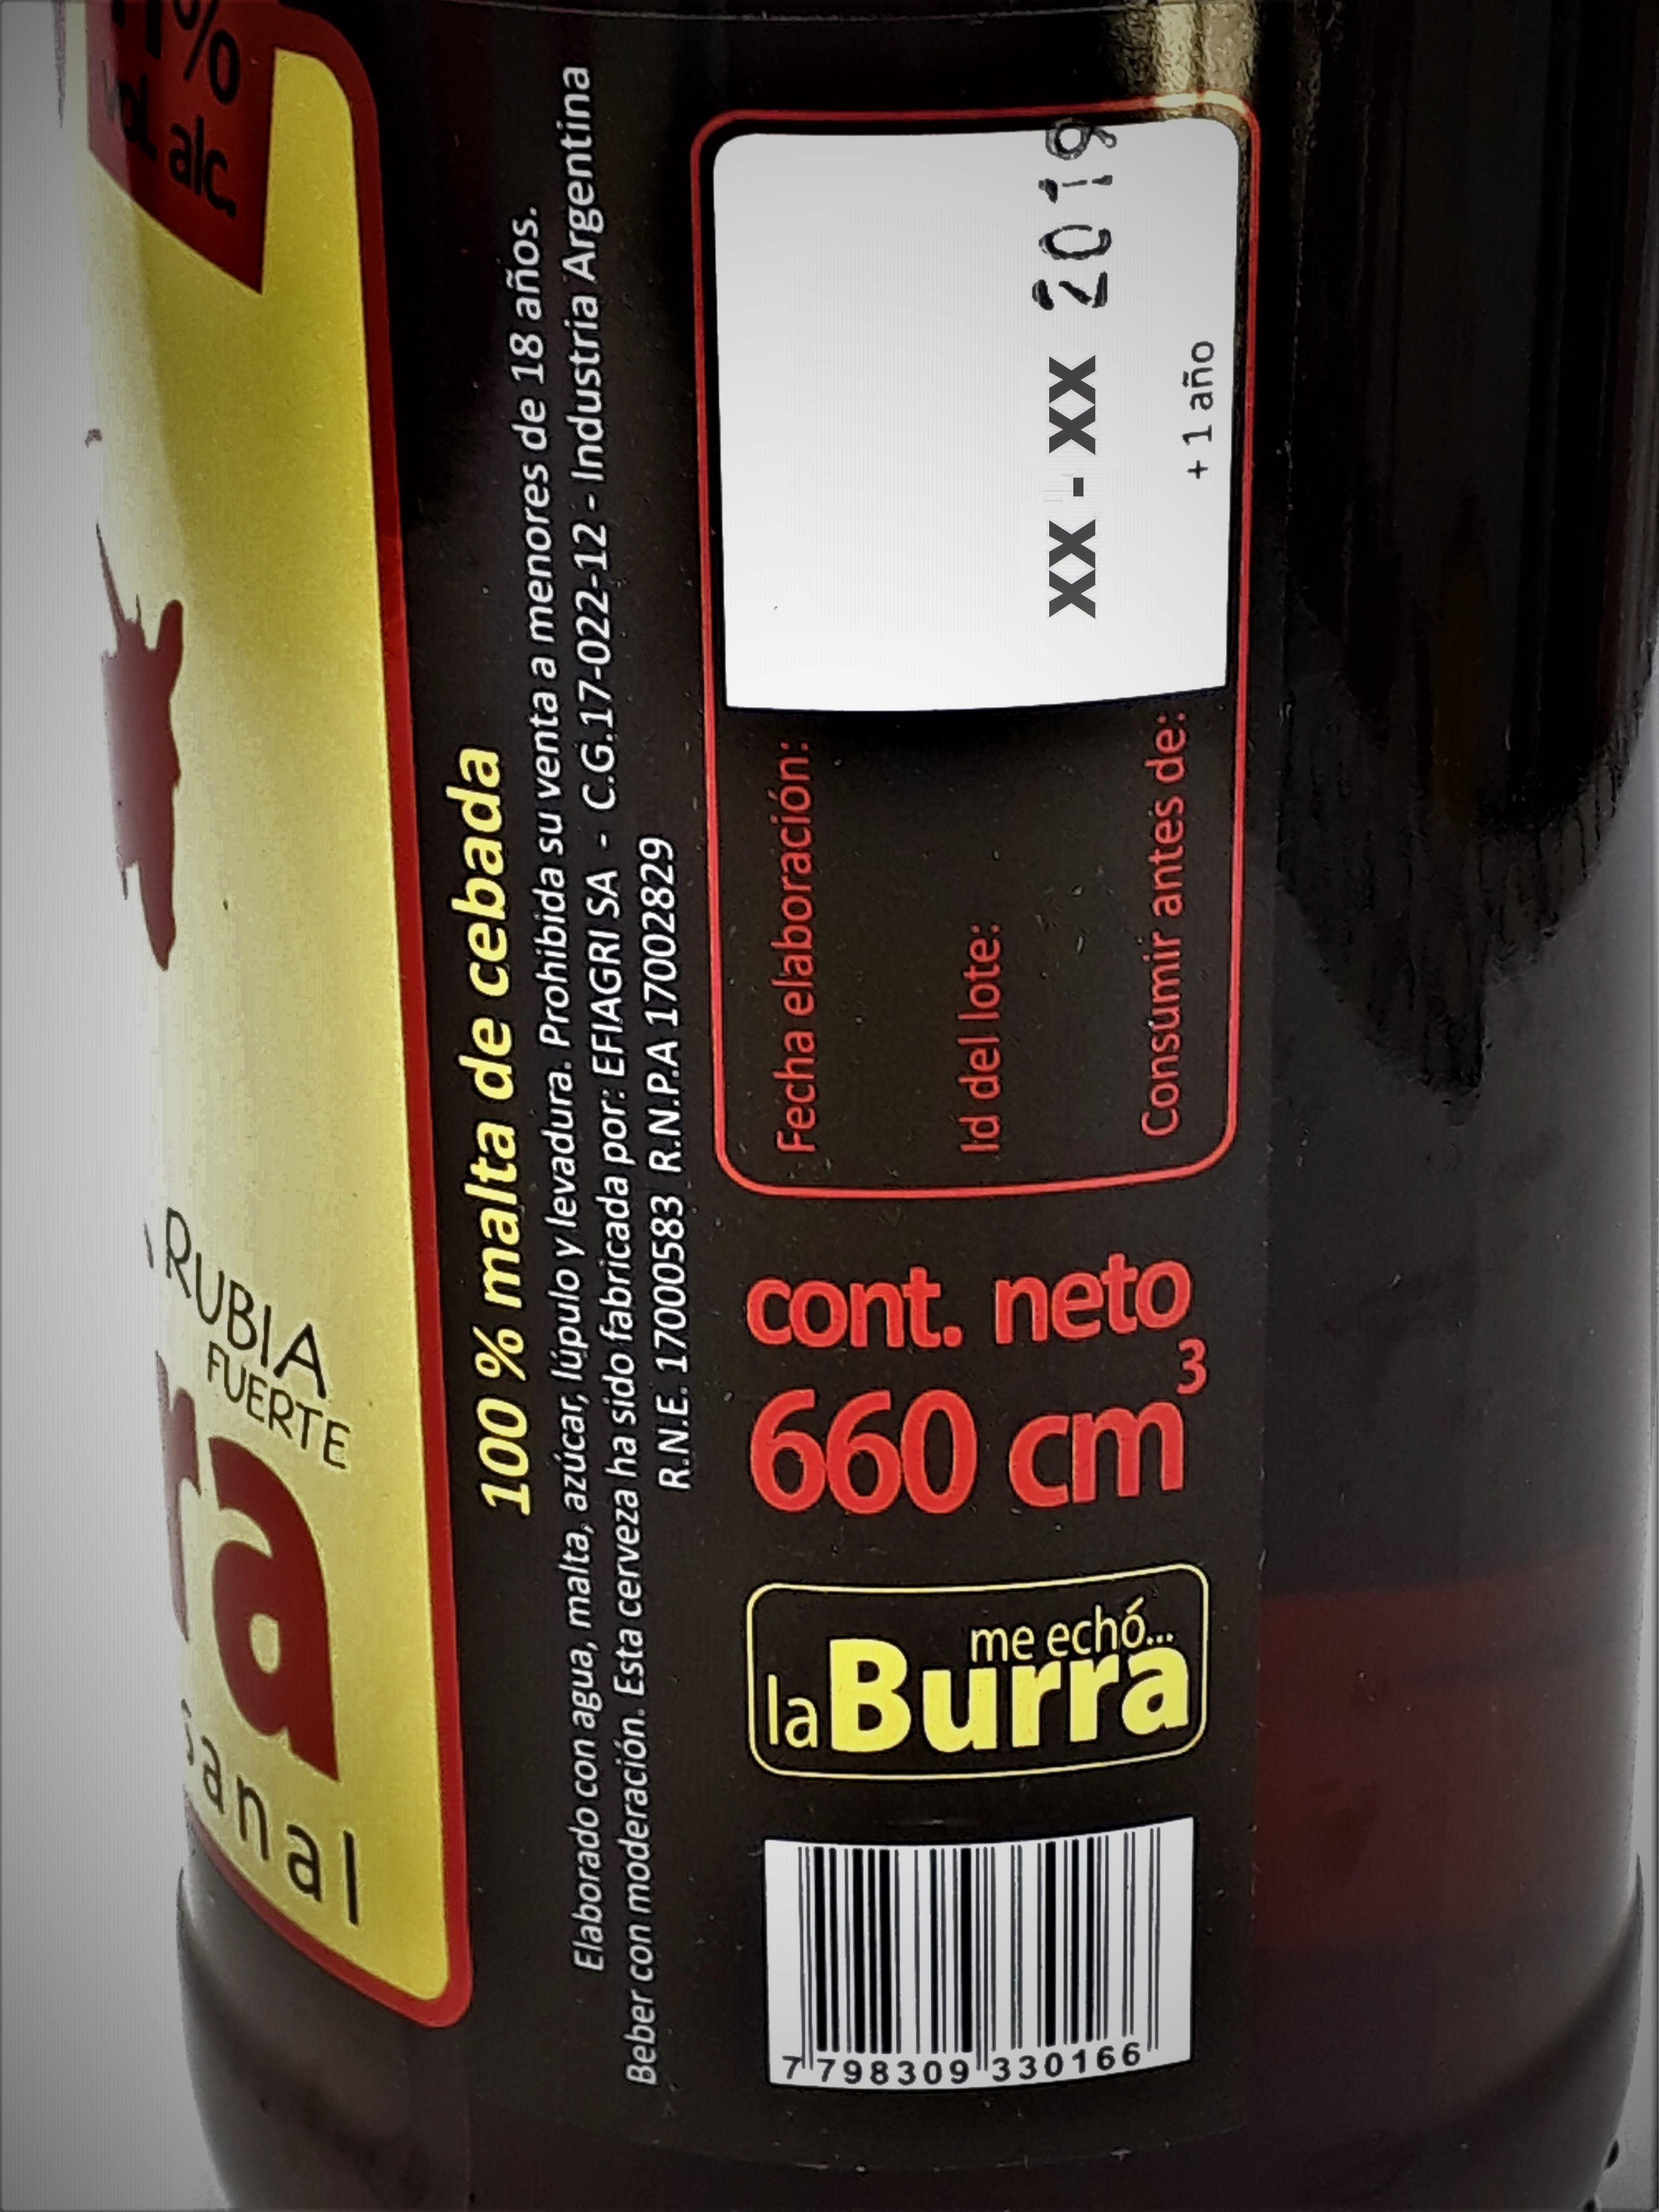 %
vol. alc.
RUBIA
FUERTE
ra
sanal
100 % malta de cebada
Elaborado con agua, malta, azúcar, lúpulo y levadura. Prohibida su venta a menores de 18 años.
Beber con moderación. Esta cerveza ha sido fabricada por: EFIAGRI SA - C.G.17-022-12 - Industria Argentina
R.N.E. 17000583 R.N.P.A 17002829
Fecha elaboración:
Id del lote:
xx - xx 2019
Consumir antes de: + 1 año
cont. neto
660 cm³
me echó...
la Burra
7 798309 330166